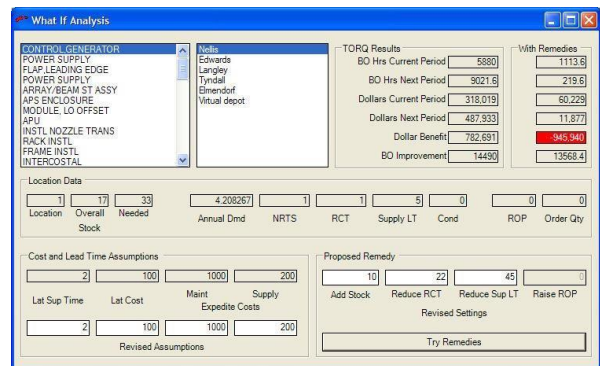 What If Analysis
CONTROL,GENERATOR
POWER SUPPLY
FLAP,LEADING EDGE
POWER SUPPLY
ARRAY/BEAM ST ASSY
APS ENCLOSURE
MODULE, LO OFFSET
APU
INSTL NOZZLE TRANS
RACK INSTL
FRAME INSTL
INTERCOSTAL
Nellis
Edwards
Langley
Tyndall
Elmendorf
Virtual depot
TORQ Results
With Remedies
BO Hrs Current Period 5880 1113.6
BO Hrs Next Period 9021.6 219.6
Dollars Current Period 318,019 60,229
Dollars Next Period 487,933 11,877
Dollar Benefit 782,691 -945,940
BO Improvement 14490 13568.4
Location Data
1 17 33 4.208267 1 1 5 0 0 0
Location Overall Needed Annual Dmd NRTS RCT Supply LT Cond ROP Order Qty
Stock
Cost and Lead Time Assumptions
2 100 1000 200
Lat Sup Time Lat Cost Maint Supply
Expedite Costs
2 100 1000 200
Revised Assumptions
Proposed Remedy
10 22 45 0
Add Stock Reduce RCT Reduce Sup LT Raise ROP
Revised Settings
Try Remedies